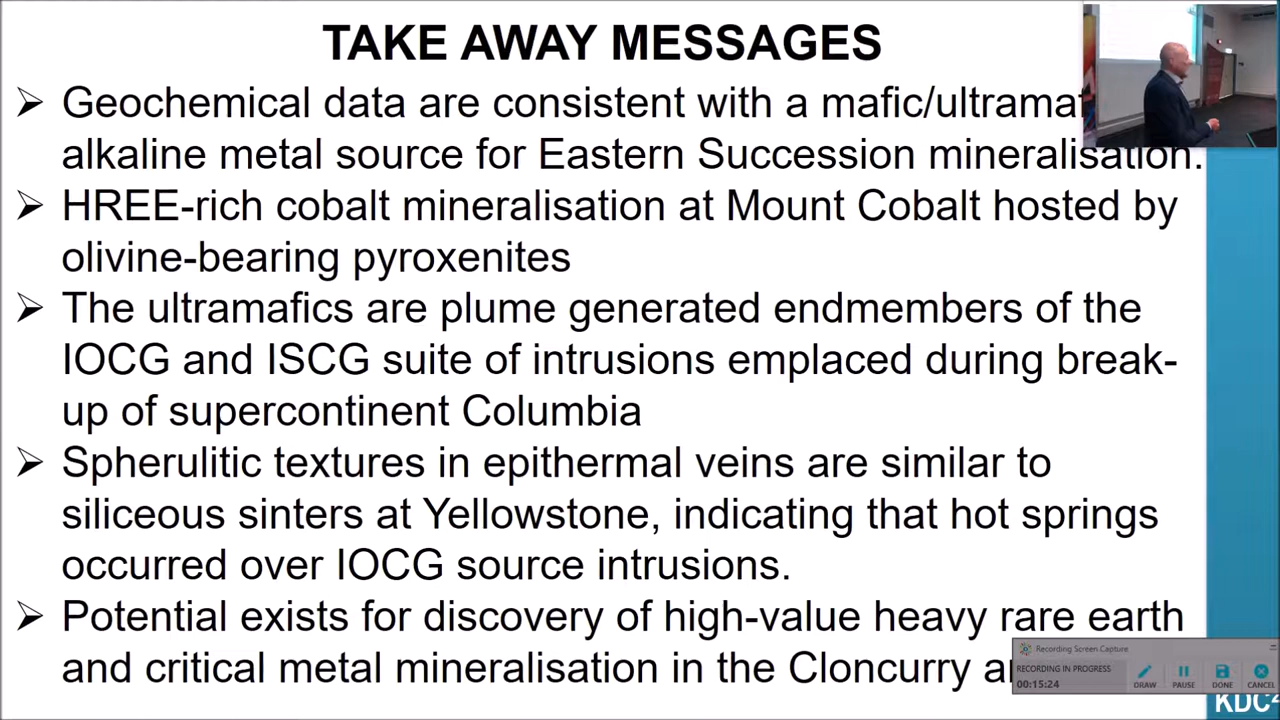 TAKE AWAY MESSAGES
➢ Geochemical data are consistent with a
alkaline metal source for Eastern Succession mineralisation.
➢ HREE-rich cobalt mineralisation at Mount Cobalt hosted by
olivine-bearing pyroxenites
➢ The ultramafics are plume generated endmembers of the
IOCG and ISCG suite of intrusions emplaced during break-
up of supercontinent Columbia
➢ Spherulitic textures in epithermal veins are similar to
siliceous sinters at Yellowstone, indicating that hot springs
occurred over IOCG source intrusions.
➢ Potential exists for discovery of high-value heavy rare earth
and critical metal mineralisation in the Cloncurry
Recording Screen Capture
RECORDING IN PROGRESS
00:15:24
DRAW PAUSE DONE CANCEL
KDC²